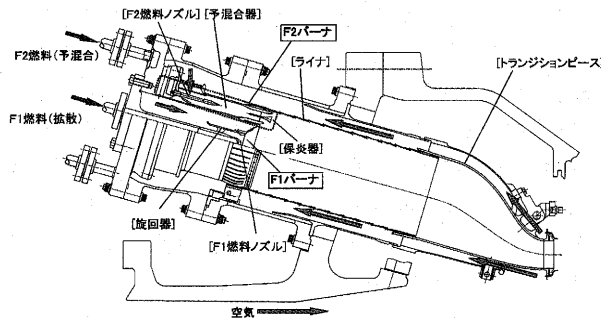 [F2燃料ノズル][予混合器]
F2バーナ
F2燃料(予混合)
[ライナ]
[トランジションピース]
F1燃料(拡散)
[保炎器]
F1バーナ
[旋回器]
[F1燃料ノズル]
空気